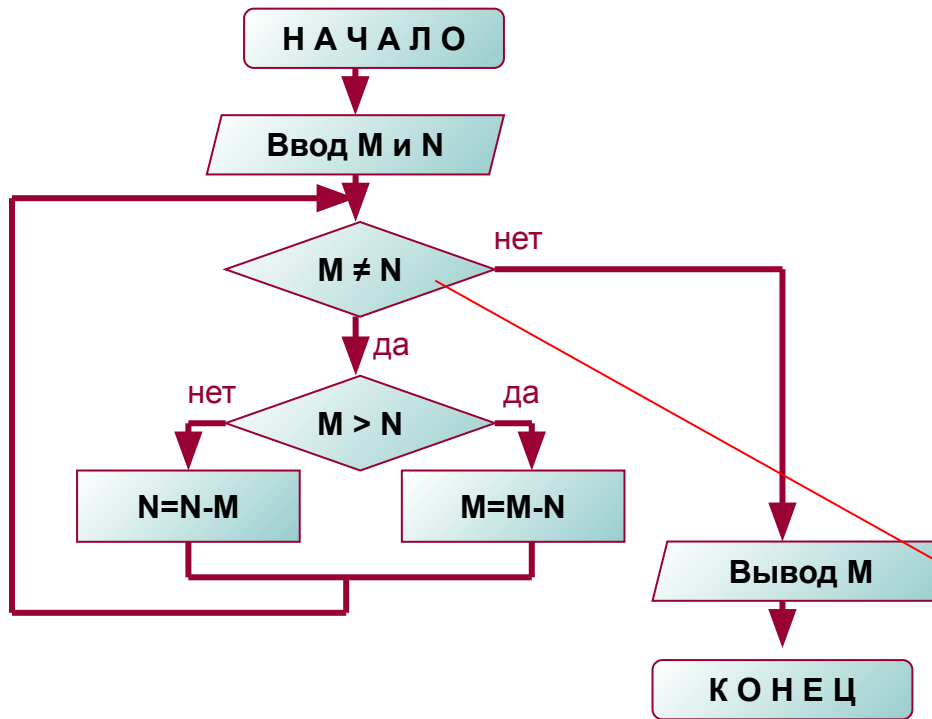 Н А Ч А Л О
Ввод M и N
M ≠ N
нет
да
M > N
нет
да
N=N-M
M=M-N
Вывод M
К О Н Е Ц